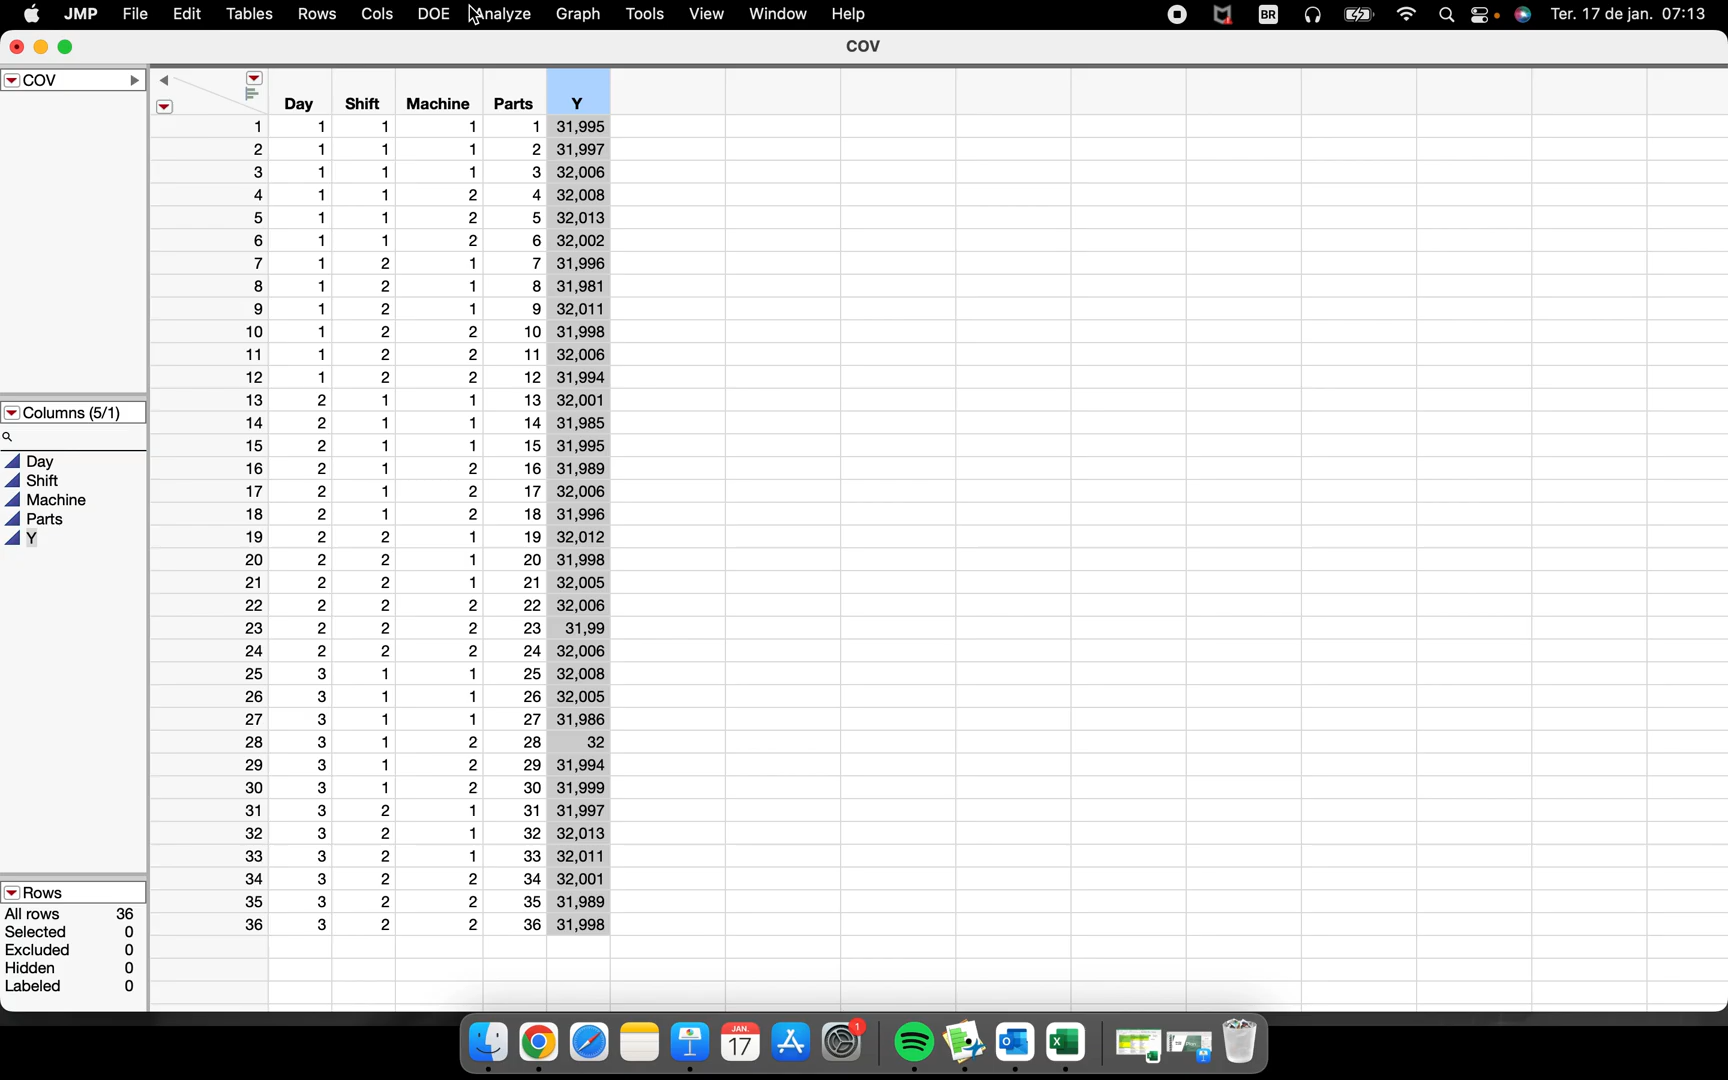 JMP File Edit Tables Rows Cols DOE Analyze Graph Tools View Window Help BR Ter. 17 de jan. 07:13
COV
COV
Day Shift Machine Parts Y
1 1 1 1 1 31,995
2 1 1 1 2 31,997
3 1 1 1 3 32,006
4 1 1 2 4 32,008
5 1 1 2 5 32,013
6 1 1 2 6 32,002
7 1 2 1 7 31,996
8 1 2 1 8 31,981
9 1 2 1 9 32,011
10 1 2 2 10 31,998
11 1 2 2 11 32,006
12 1 2 2 12 31,994
13 2 1 1 13 32,001
14 2 1 1 14 31,985
15 2 1 1 15 31,995
16 2 1 2 16 31,989
17 2 1 2 17 32,006
18 2 1 2 18 31,996
19 2 2 1 19 32,012
20 2 2 1 20 31,998
21 2 2 1 21 32,005
22 2 2 2 22 32,006
23 2 2 2 23 31,99
24 2 2 2 24 32,006
25 3 1 1 25 32,008
26 3 1 1 26 32,005
27 3 1 1 27 31,986
28 3 1 2 28 32
29 3 1 2 29 31,994
30 3 1 2 30 31,999
31 3 2 1 31 31,997
32 3 2 1 32 32,013
33 3 2 1 33 32,011
34 3 2 2 34 32,001
35 3 2 2 35 31,989
36 3 2 2 36 31,998
Columns (5/1)
Day
Shift
Machine
Parts
Y
Rows
All rows 36
Selected 0
Excluded 0
Hidden 0
Labeled 0
JAN.
17
1